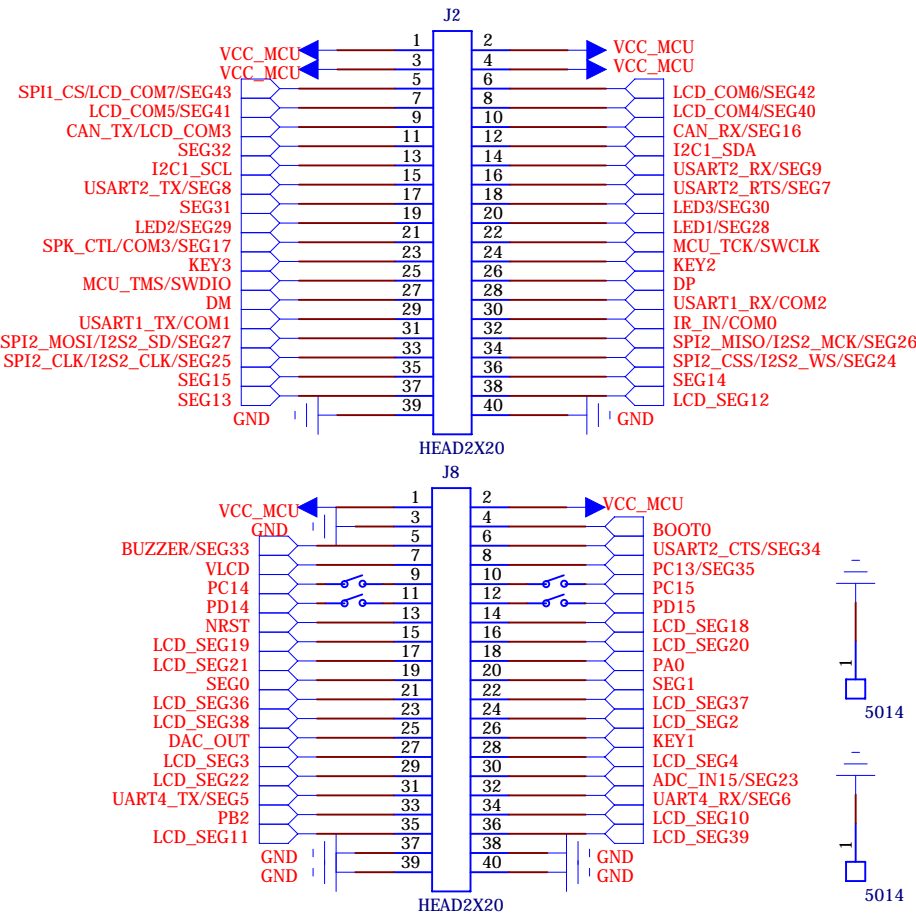 J2
1 2
VCC_MCU VCC_MCU
3 4
VCC_MCU VCC_MCU
5 6
SPI1_CS/LCD_COM7/SEG43 LCD_COM6/SEG42
7 8
LCD_COM5/SEG41 LCD_COM4/SEG40
9 10
CAN_TX/LCD_COM3 CAN_RX/SEG16
11 12
SEG32 I2C1_SDA
13 14
I2C1_SCL USART2_RX/SEG9
15 16
USART2_TX/SEG8 USART2_RTS/SEG7
17 18
SEG31 LED3/SEG30
19 20
LED2/SEG29 LED1/SEG28
21 22
SPK_CTL/COM3/SEG17 MCU_TCK/SWCLK
23 24
KEY3 KEY2
25 26
MCU_TMS/SWDIO DP
27 28
DM USART1_RX/COM2
29 30
USART1_TX/COM1 IR_IN/COM0
31 32
SPI2_MOSI/I2S2_SD/SEG27 SPI2_MISO/I2S2_MCK/SEG26
33 34
SPI2_CLK/I2S2_CLK/SEG25 SPI2_CSS/I2S2_WS/SEG24
35 36
SEG15 SEG14
37 38
SEG13 LCD_SEG12
39 40
GND GND
HEAD2X20
J8
1 2
VCC_MCU VCC_MCU
3 4
GND BOOT0
5 6
BUZZER/SEG33 USART2_CTS/SEG34
7 8
VLCD PC13/SEG35
9 10
PC14 PC15
11 12
PD14 PD15
13 14
NRST LCD_SEG18
15 16
LCD_SEG19 LCD_SEG20
17 18
LCD_SEG21 PA0
19 20
SEG0 SEG1
21 22
LCD_SEG36 LCD_SEG37
23 24
LCD_SEG38 LCD_SEG2
25 26
DAC_OUT KEY1
27 28
LCD_SEG3 LCD_SEG4
29 30
LCD_SEG22 ADC_IN15/SEG23
31 32
UART4_TX/SEG5 UART4_RX/SEG6
33 34
PB2 LCD_SEG10
35 36
LCD_SEG11 LCD_SEG39
37 38
GND GND
39 40
GND GND
HEAD2X20
1
5014
1
5014